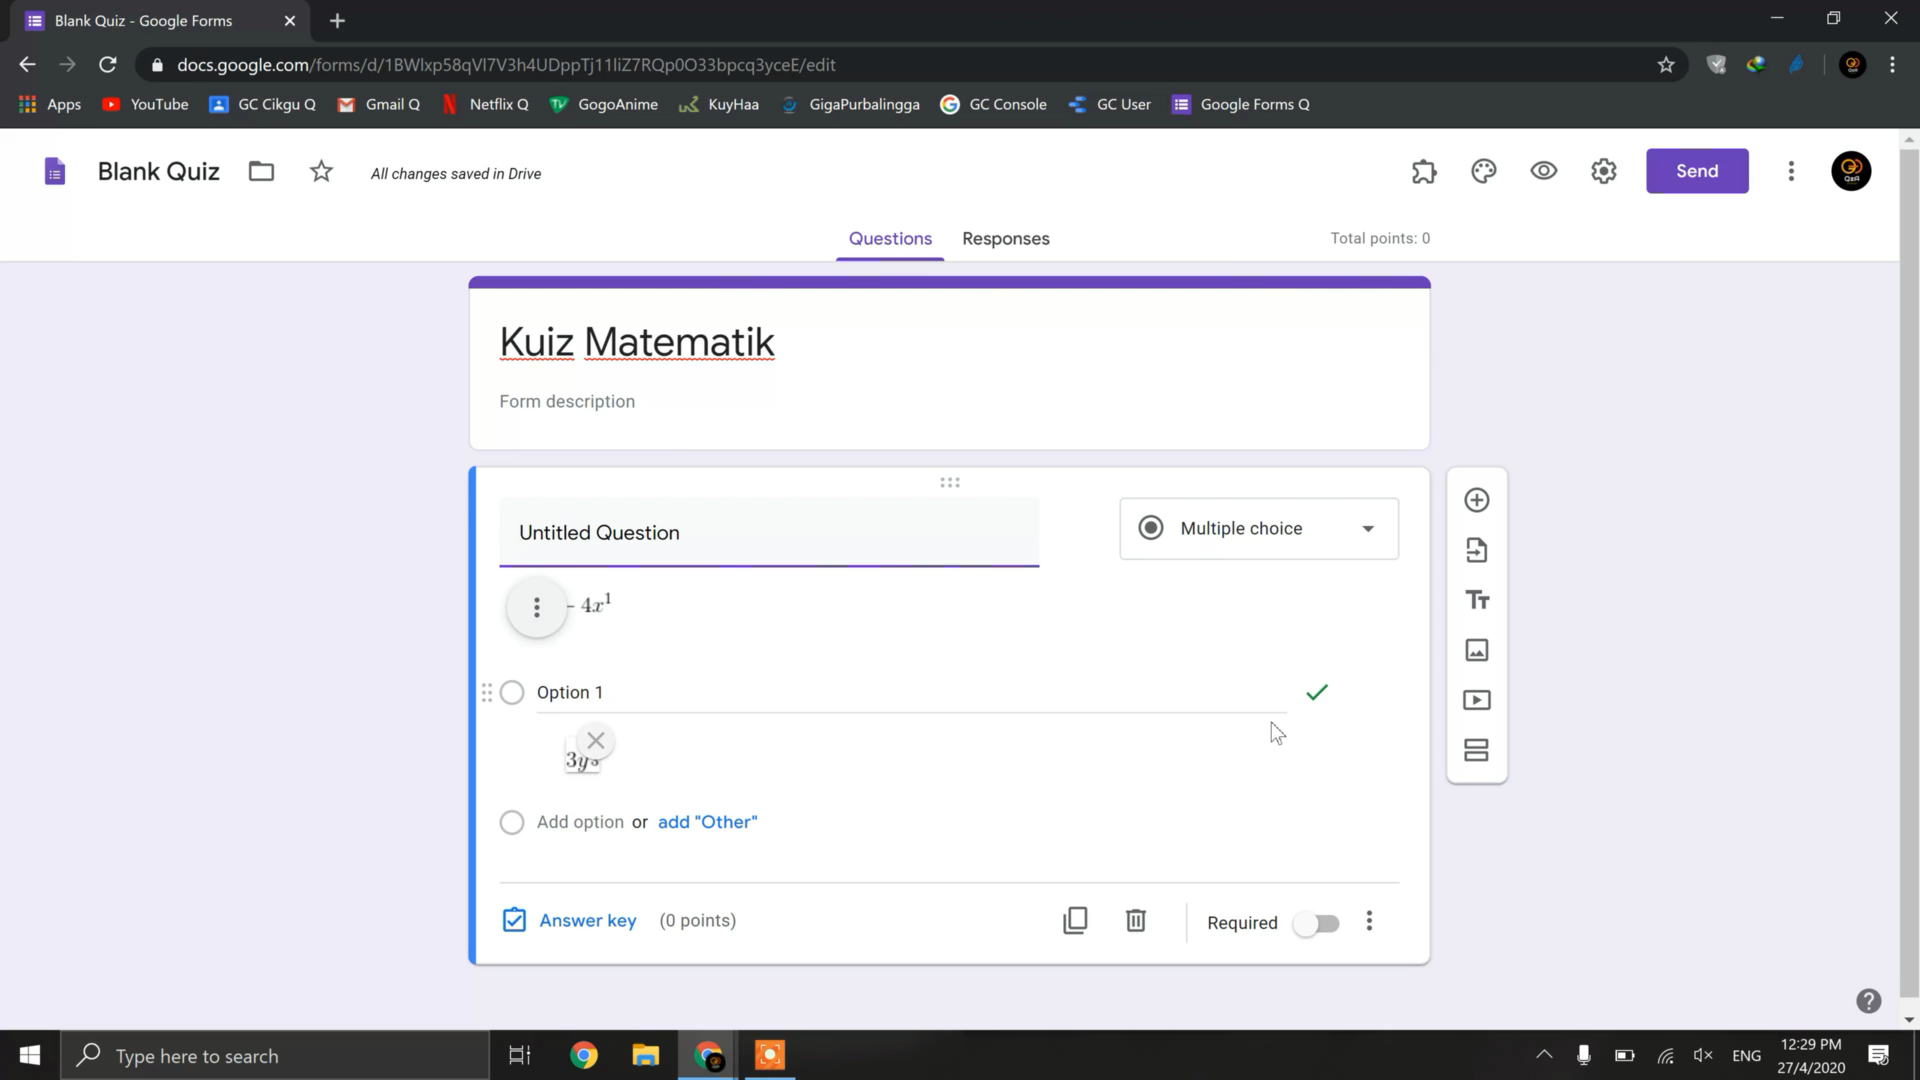 Blank Quiz - Google Forms
docs.google.com/forms/d/1BWlxp58qVl7V3h4UDppTj11liZ7RQp0O33bpcq3yceE/edit
Apps YouTube GC Cikgu Q Gmail Q Netflix Q GogoAnime KuyHaa GigaPurbalingga GC Console GC User Google Forms Q
Blank Quiz All changes saved in Drive Send
Questions Responses Total points: 0
Kuiz Matematik
Form description
Untitled Question Multiple choice
- 4x¹
Option 1
3y
Add option or add "Other"
Answer key (0 points) Required
Type here to search
ENG
12:29 PM
27/4/2020